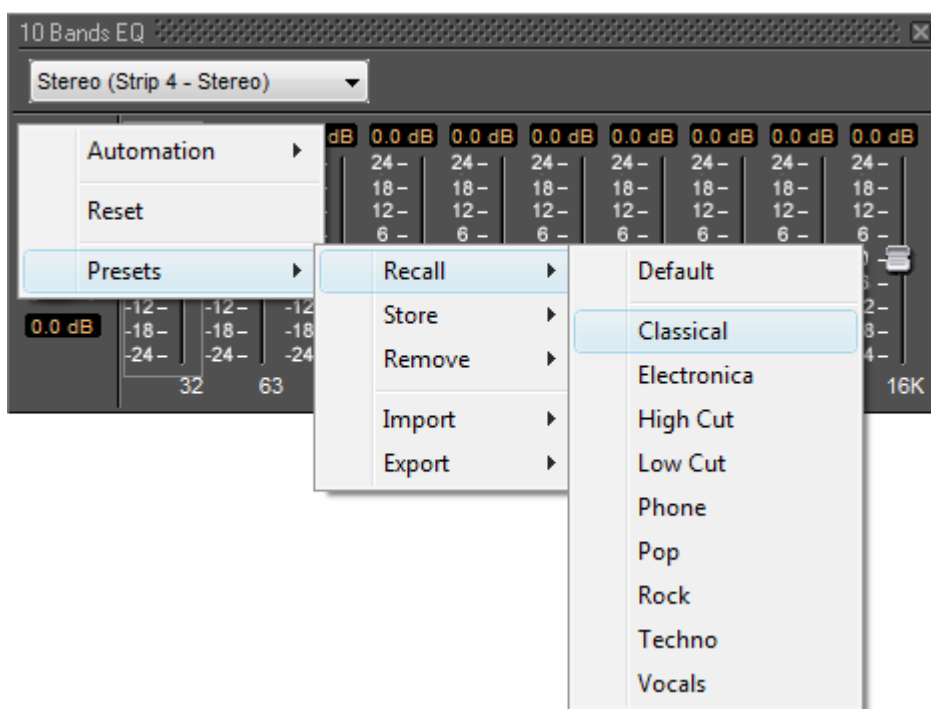 10 Bands EQ
Stereo (Strip 4 - Stereo)
dB 0.0 dB 0.0 dB 0.0 dB 0.0 dB 0.0 dB 0.0 dB 0.0 dB
Automation
24 24 24 24 24 24 24
18 18 18 18 18 18 18
Reset
12 12 12 12 12 12 12
6 6 6 6 6 6 6
Presets
Recall
Default
Store
Remove
Import
Export
Classical
Electronica
High Cut
Low Cut
Phone
Pop
Rock
Techno
Vocals
-12 -12 -12
0.0 dB
-18 -18 -18
-24 -24 -24
32 63 16K